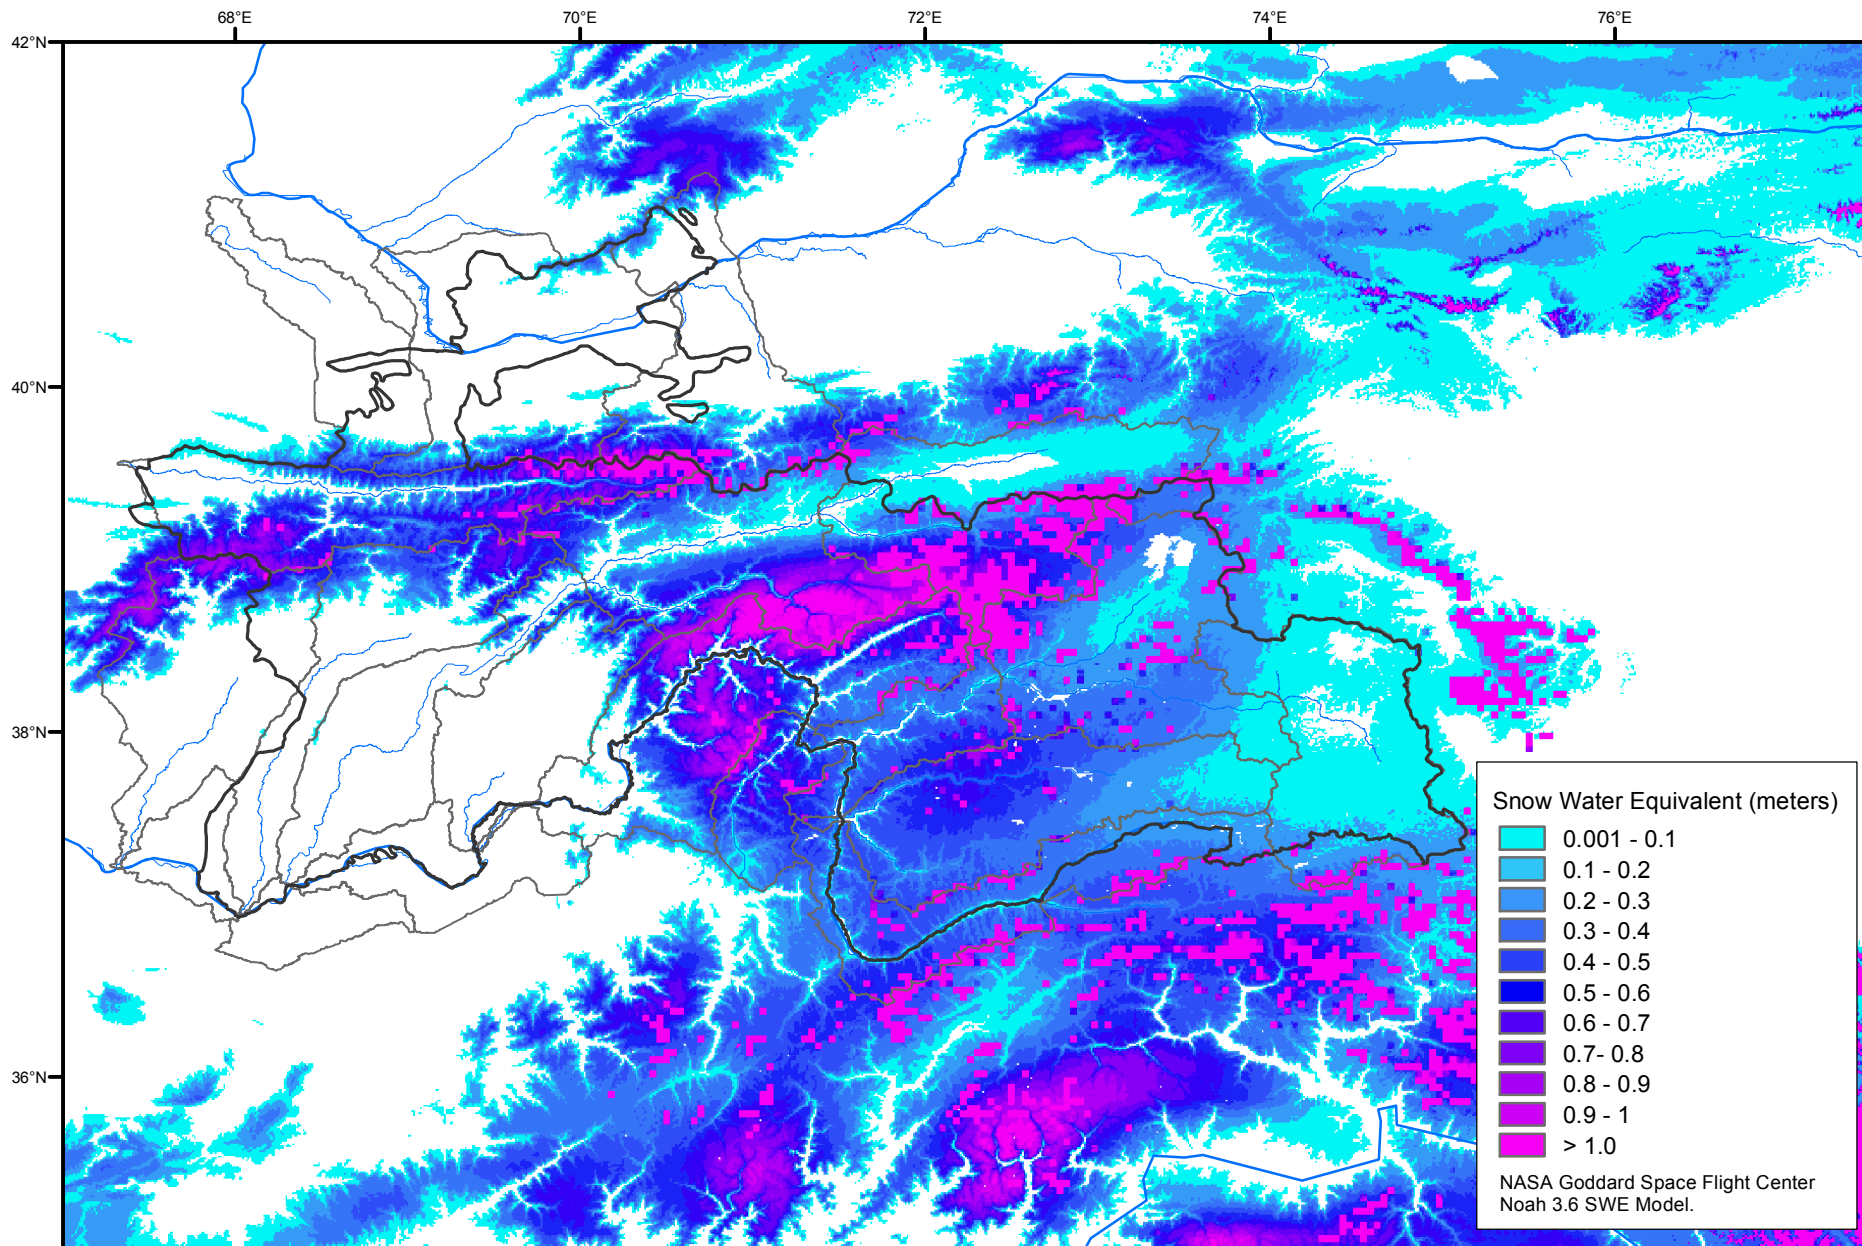 68°E 70°E 72°E 74°E 76°E
42°N
40°N
38°N
36°N
Snow Water Equivalent (meters)
0.001 - 0.1
0.1 - 0.2
0.2 - 0.3
0.3 - 0.4
0.4 - 0.5
0.5 - 0.6
0.6 - 0.7
0.7- 0.8
0.8 - 0.9
0.9 - 1
> 1.0
NASA Goddard Space Flight Center
Noah 3.6 SWE Model.